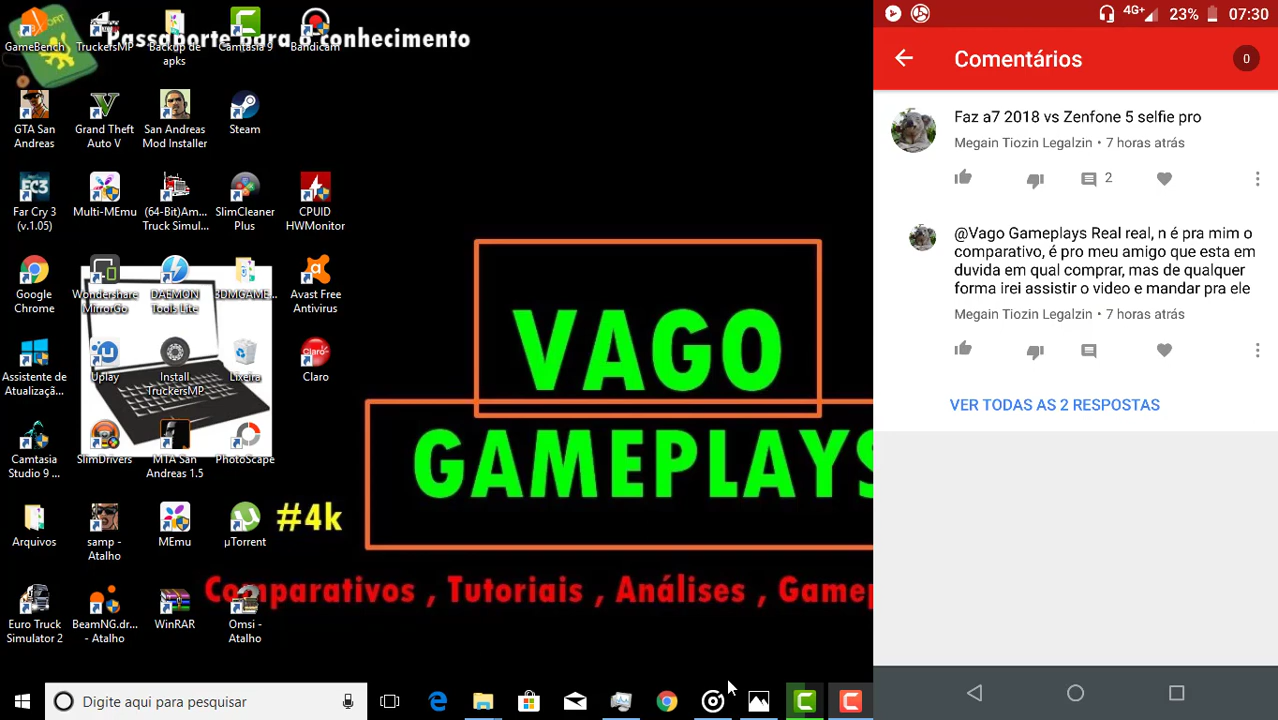 Passaporte para o conhecimento
GameBench
TruckersMP
Backup de
apks
Camtasia 9
Bandicam
GTA San
Andreas
Grand Theft
Auto V
San Andreas
Mod Installer
Steam
Far Cry 3
(v.1.05)
Multi-MEmu
(64-Bit)Am...
Truck Simul...
SlimCleaner
Plus
CPUID
HWMonitor
Google
Chrome
Wondershare
MirrorGo
DAEMON
Tools Lite
3DMGAME...
Avast Free
Antivirus
Assistente de
Atualizaçã...
Uplay
Install
TruckersMP
Lixeira
Claro
Camtasia
Studio 9 ...
SlimDrivers
MTA San
Andreas 1.5
PhotoScape
Arquivos
samp -
Atalho
MEmu
µTorrent
Euro Truck
Simulator 2
BeamNG.dr...
- Atalho
WinRAR
Omsi -
Atalho
VAGO
GAMEPLAYS
#4k
Comparativos , Tutoriais , Análises , Gamep
Digite aqui para pesquisar
4G+ 23% 07:30
Comentários 0
Faz a7 2018 vs Zenfone 5 selfie pro
Megain Tiozin Legalzin • 7 horas atrás
2
@Vago Gameplays Real real, n é pra mim o
comparativo, é pro meu amigo que esta em
duvida em qual comprar, mas de qualquer
forma irei assistir o video e mandar pra ele
Megain Tiozin Legalzin • 7 horas atrás
VER TODAS AS 2 RESPOSTAS